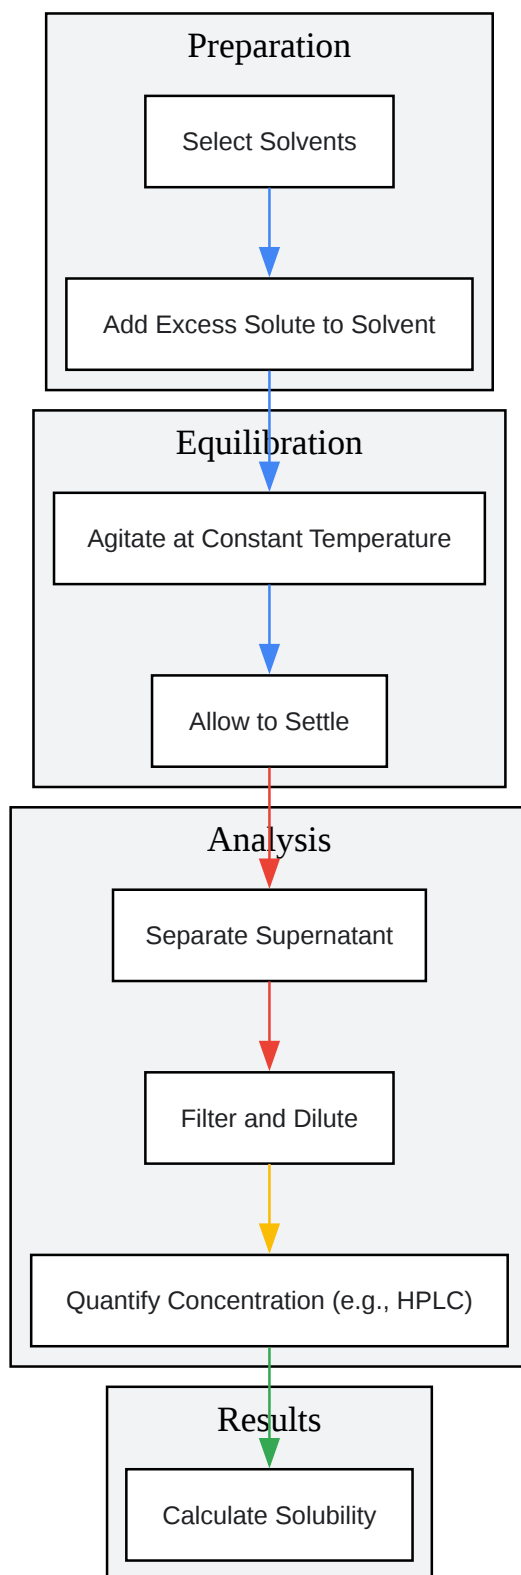 Preparation
Select Solvents
Add Excess Solute to Solvent
Equilibration
Agitate at Constant Temperature
Allow to Settle
Analysis
Separate Supernatant
Filter and Dilute
Quantify Concentration (e.g., HPLC)
Results
Calculate Solubility